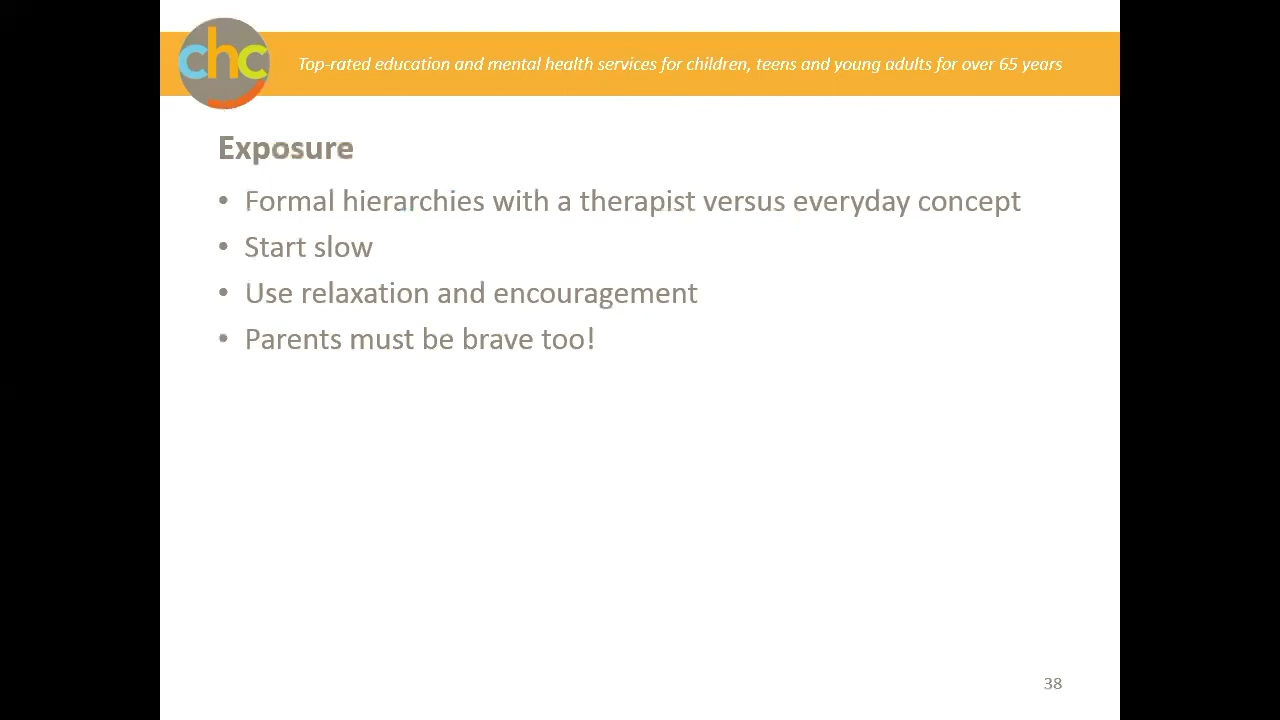 chc
Top-rated education and mental health services for children, teens and young adults for over 65 years
Exposure
• Formal hierarchies with a therapist versus everyday concept
• Start slow
• Use relaxation and encouragement
• Parents must be brave too!
38